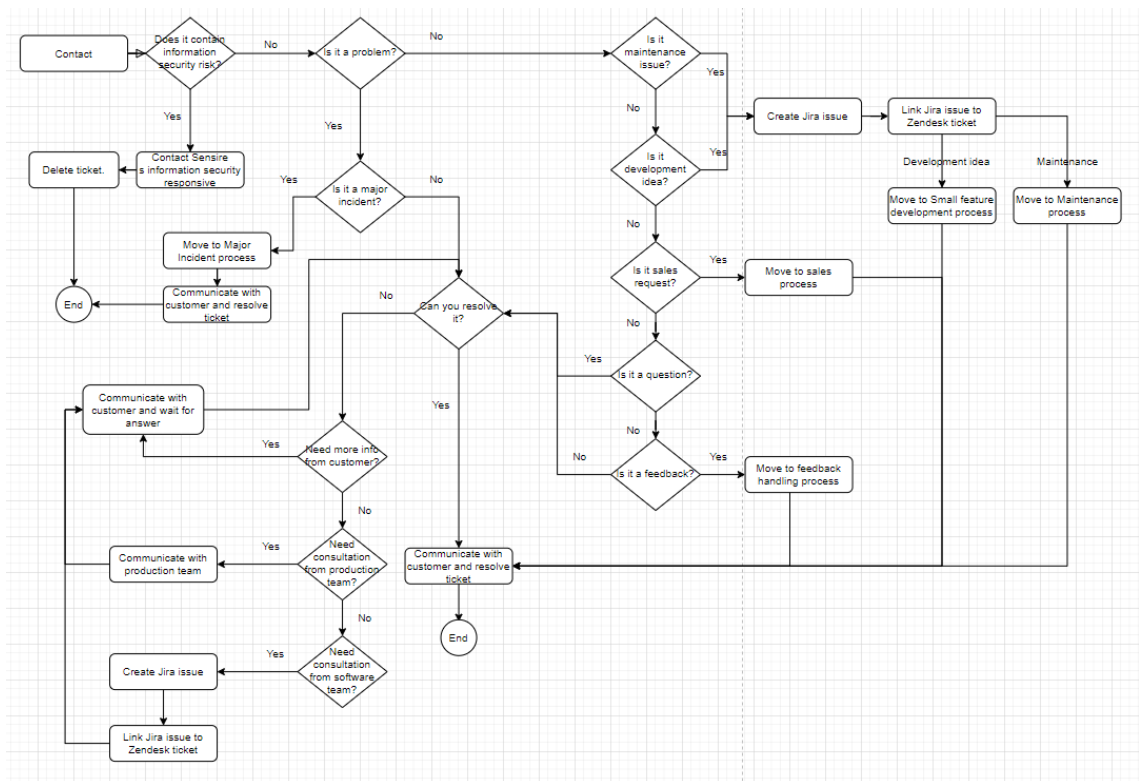 Contact
Does it contain
information
security risk?
No
Is it a problem?
No
Is it
maintenance
issue?
Yes
Yes
Yes
No
Create Jira issue
Link Jira issue to
Zendesk ticket
Delete ticket.
Contact Sensire
s information security
responsive
Is it
development
idea?
Yes
Development idea
Maintenance
Yes
Is it a major
incident?
No
Move to Small feature
development process
Move to Maintenance
process
No
Move to Major
Incident process
Is it sales
request?
Yes
Move to sales
process
End
Communicate with
customer and resolve
ticket
No
Can you resolve
it?
No
Yes
Is it a question?
Communicate with
customer and wait for
answer
Yes
No
Yes
Need more info
from customer?
No
Is it a feedback?
Yes
Move to feedback
handling process
No
Communicate with
production team
Yes
Need
consultation
from production
team?
Communicate with
customer and resolve
ticket
No
End
Create Jira issue
Yes
Need
consultation
from software
team?
Link Jira issue to
Zendesk ticket